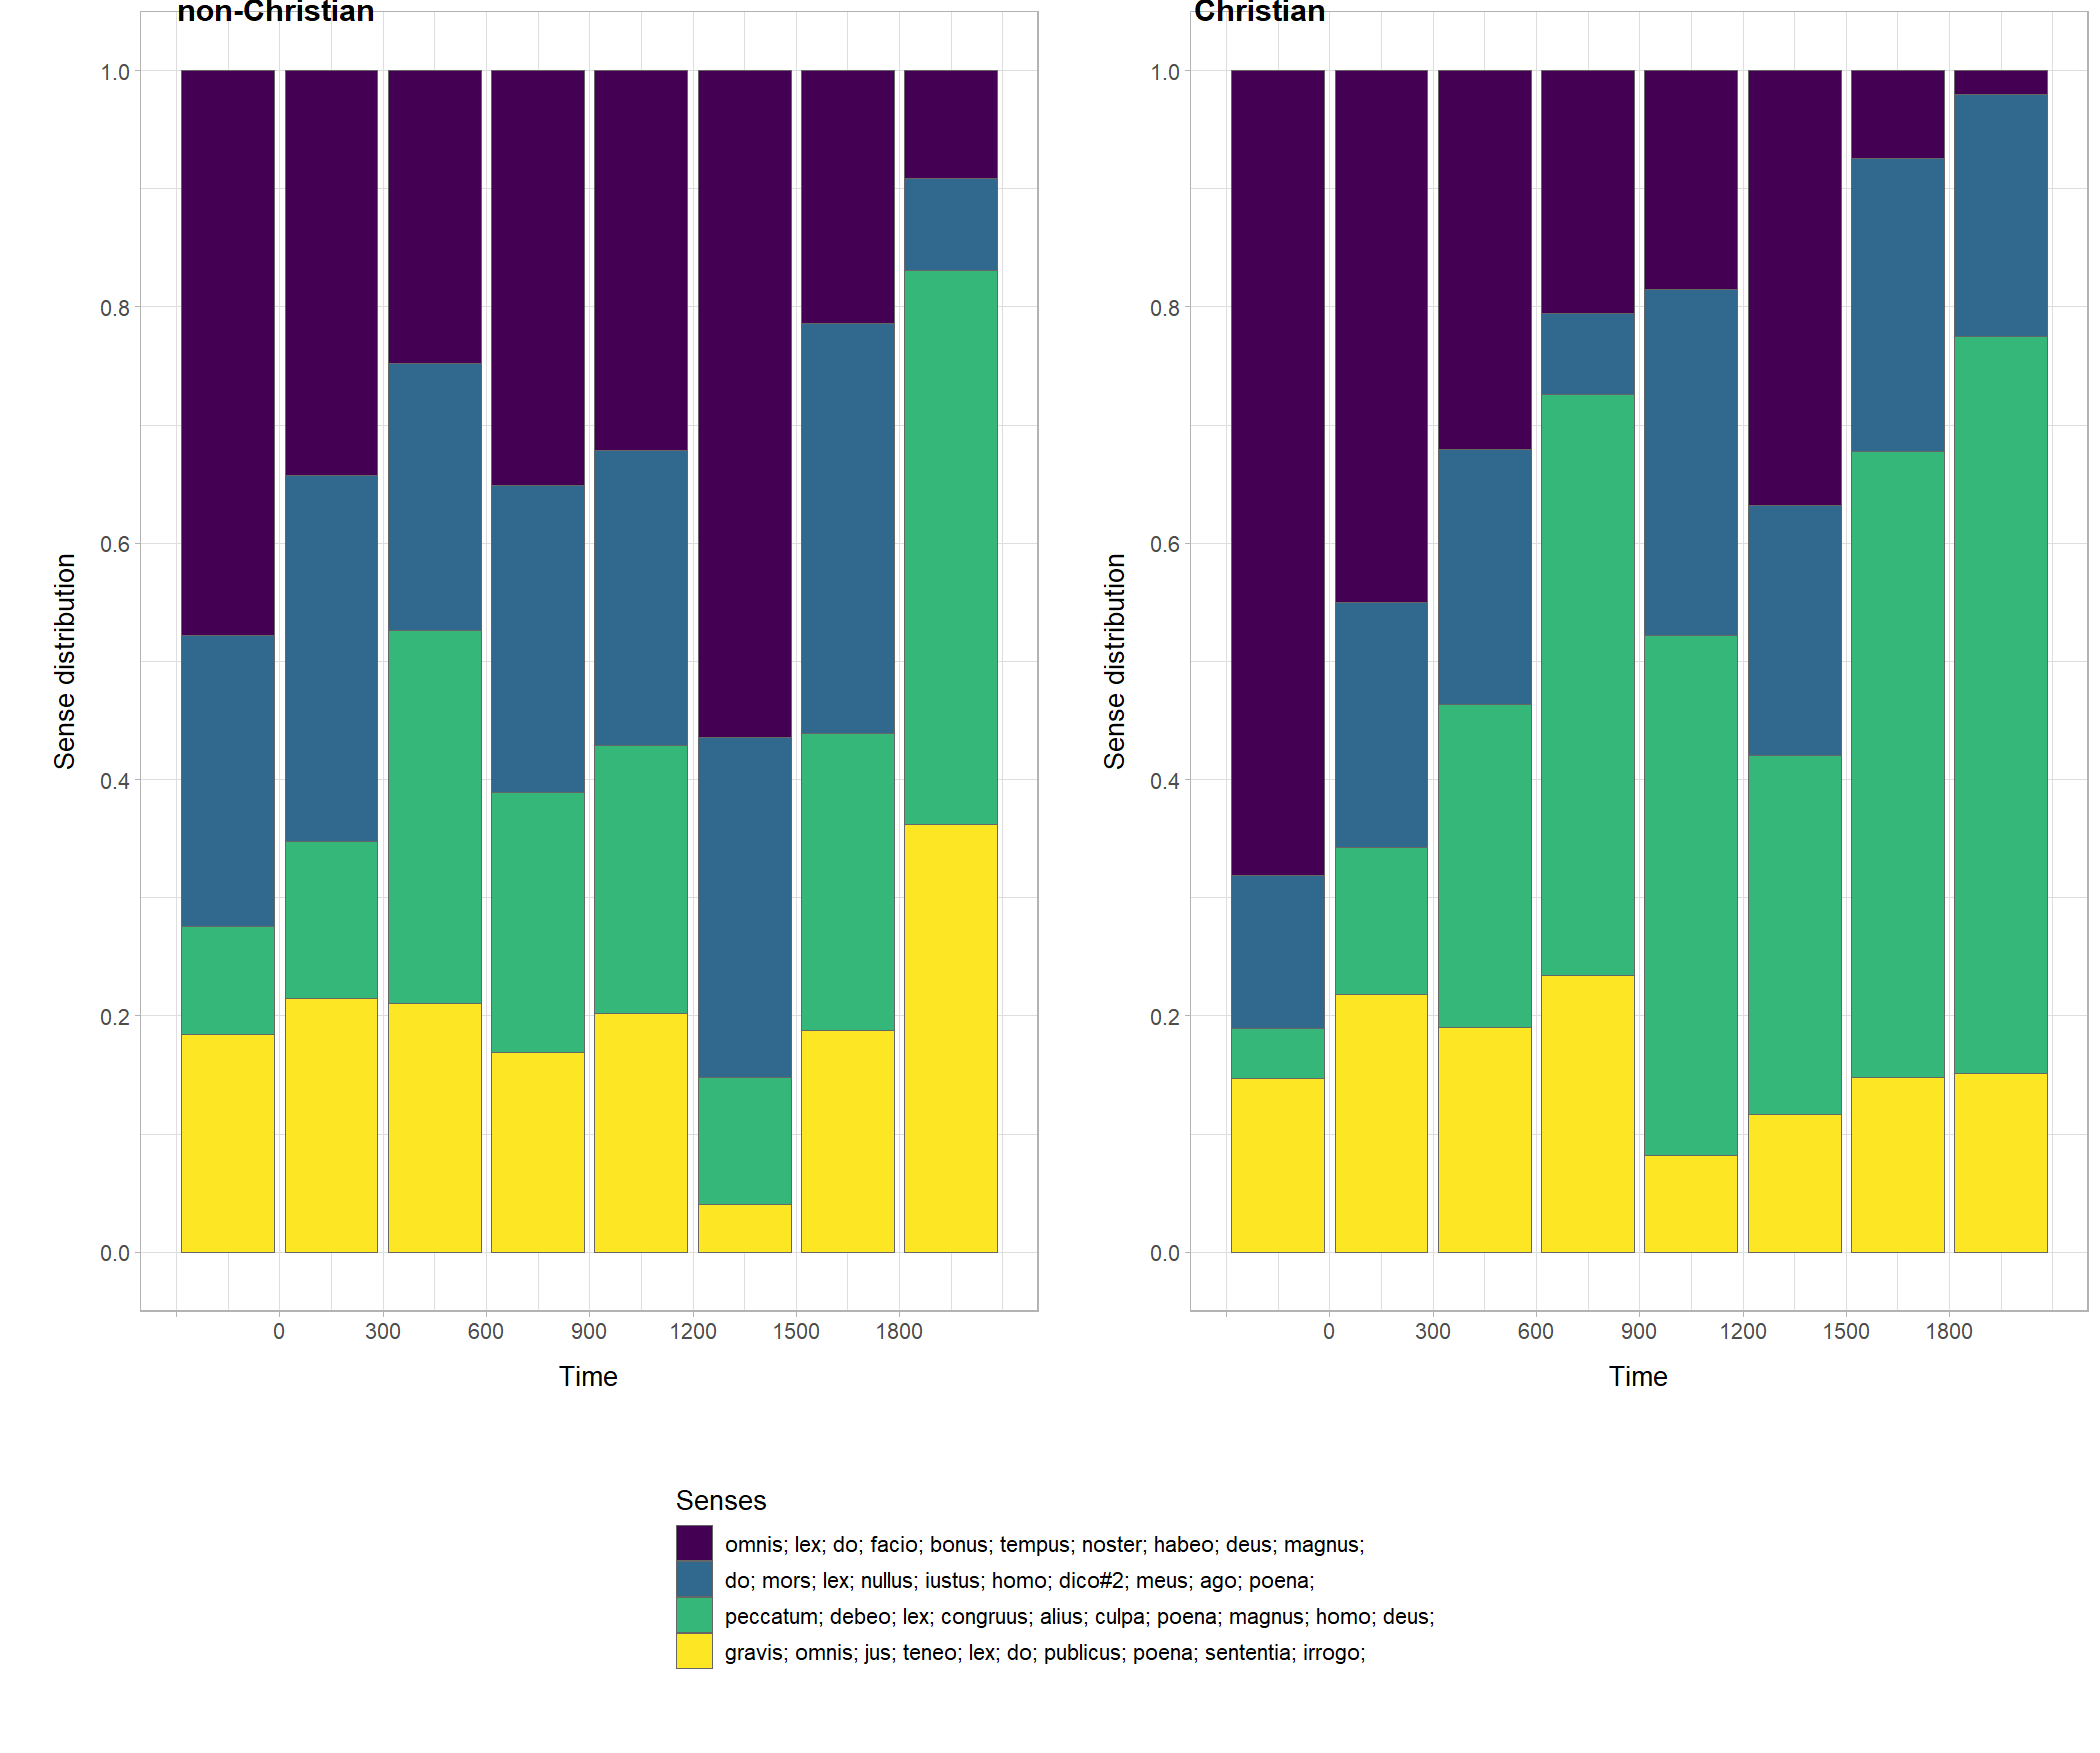 non-Christian
Christian
1.0
0.8
0.6
0.4
0.2
0.0
Sense distribution
0 300 600 900 1200 1500 1800
Time
1.0
0.8
0.6
0.4
0.2
0.0
Sense distribution
0 300 600 900 1200 1500 1800
Time
Senses
omnis; lex; do; facio; bonus; tempus; noster; habeo; deus; magnus;
do; mors; lex; nullus; iustus; homo; dico#2; meus; ago; poena;
peccatum; debeo; lex; congruus; alius; culpa; poena; magnus; homo; deus;
gravis; omnis; jus; teneo; lex; do; publicus; poena; sententia; irrogo;